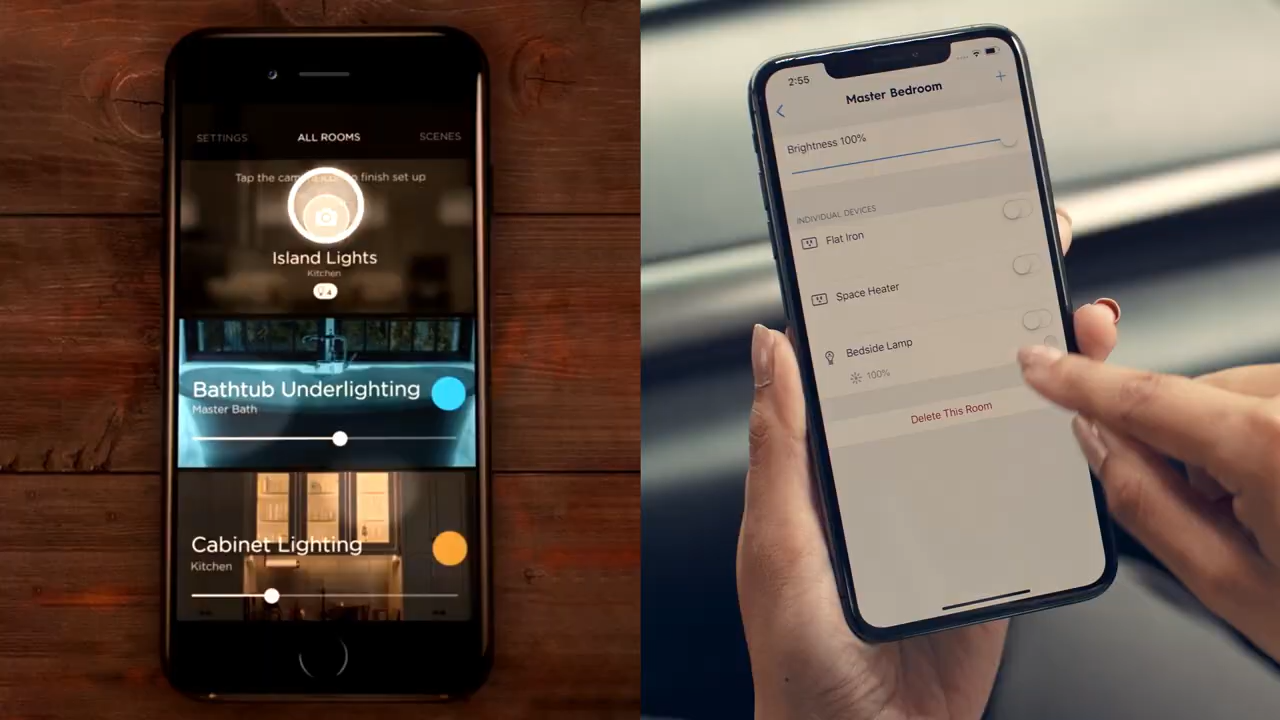 SETTINGS
ALL ROOMS
SCENES
Tap the camera icon to finish set up
Island Lights
Kitchen
4
Bathtub Underlighting
Master Bath
Cabinet Lighting
Kitchen
2:55
Master Bedroom
Brightness 100%
INDIVIDUAL DEVICES
Flat Iron
Space Heater
Bedside Lamp
100%
Delete This Room